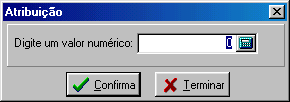 Atribuição
Digite um valor numérico: 0
Confirma Terminar